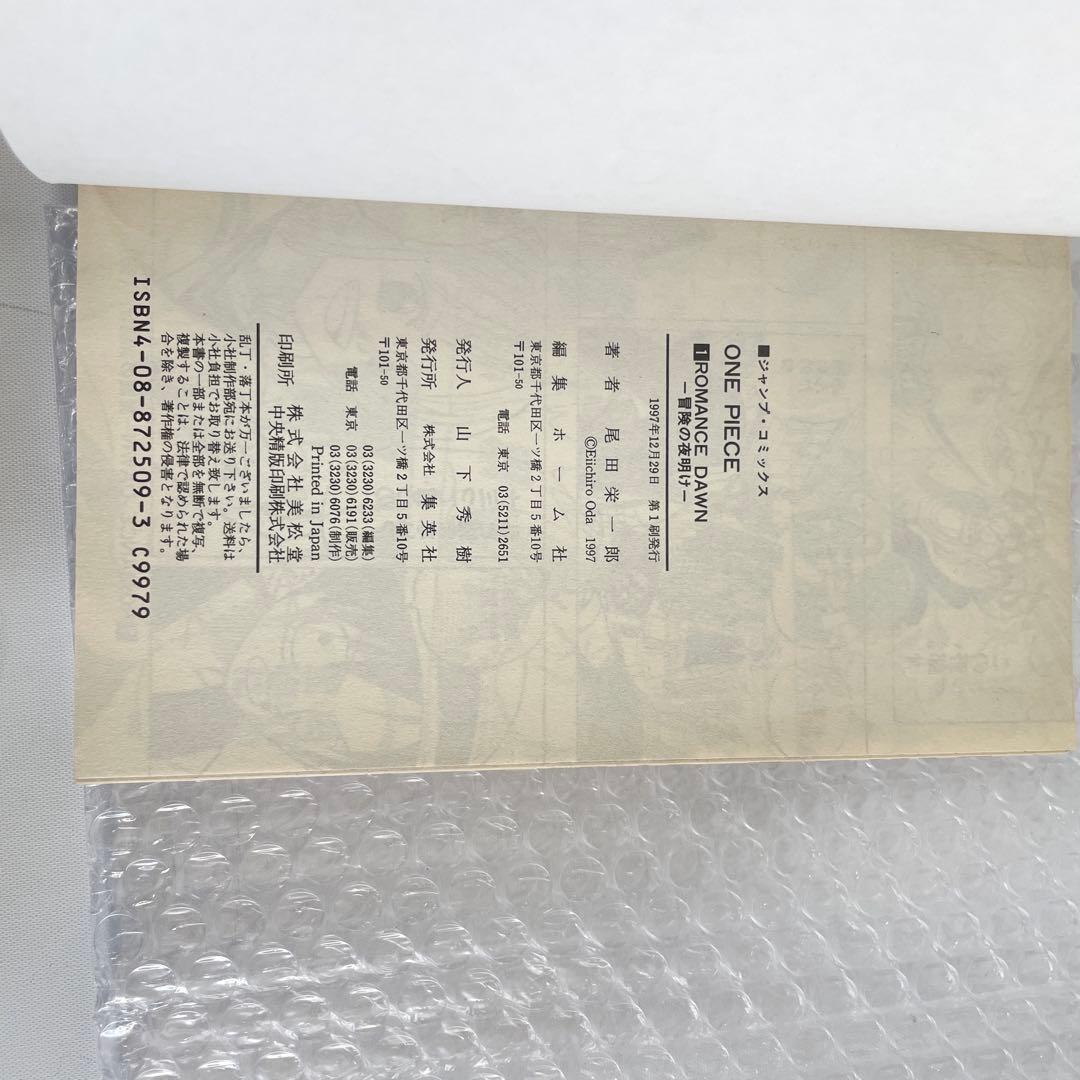 ■ジャンプ・コミックス
ONE PIECE
1 ROMANCE DAWN
―冒険の夜明け―
1997年12月29日 第1刷発行
著者 尾田栄一郎
©Eiichiro Oda 1997
編集 ホーム社
東京都千代田区一ツ橋2丁目5番10号
〒101-50
電話 東京 03(5211)2651
発行人 山下秀樹
発行所 株式会社 集英社
東京都千代田区一ツ橋2丁目5番10号
〒101-50
03(3230)6233(編集)
電話 東京 03(3230)6191(販売)
03(3230)6076(制作)
Printed in Japan
印刷所 株式会社美松堂
中央精版印刷株式会社
乱丁・落丁本が万一ございましたら、
小社制作部宛にお送り下さい。送料は
小社負担でお取り替え致します。
本書の一部または全部を無断で複写、
複製することは、法律で認められた場
合を除き、著作権の侵害となります。
ISBN4-08-872509-3 C9979